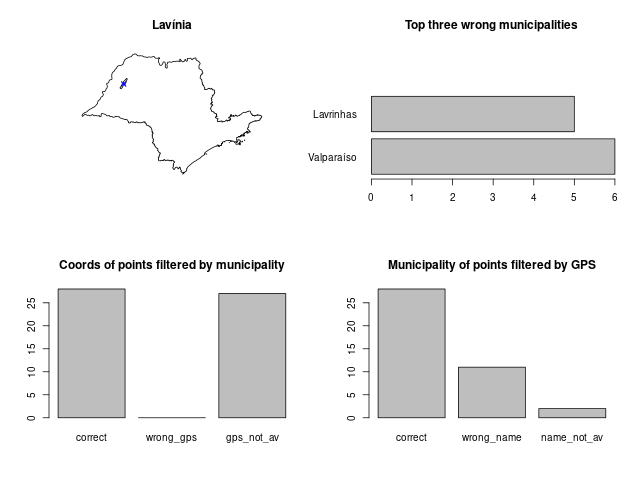 Lavínia
Top three wrong municipalities
Lavrinhas
Valparaíso
0 1 2 3 4 5 6
Coords of points filtered by municipality
25
20
15
10
5
0
correct wrong_gps gps_not_av
Municipality of points filtered by GPS
25
20
15
10
5
0
correct wrong_name name_not_av